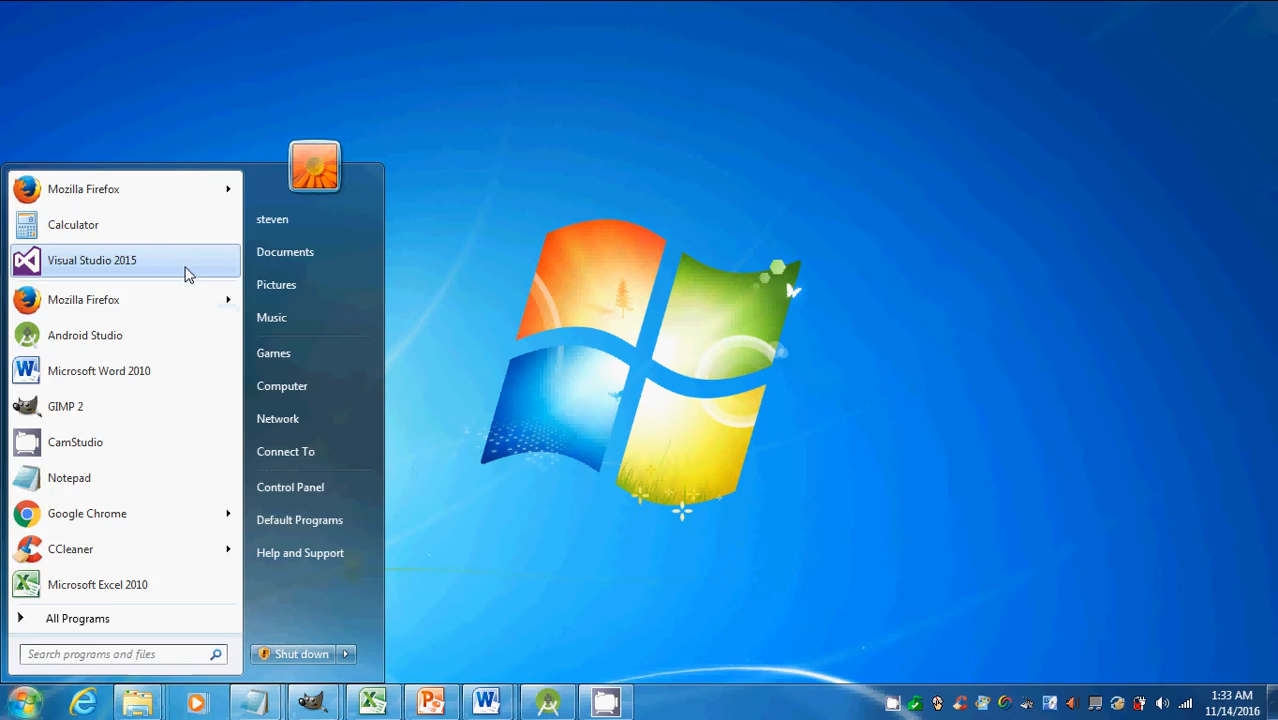 Mozilla Firefox
Calculator
Visual Studio 2015
Mozilla Firefox
Android Studio
Microsoft Word 2010
GIMP 2
CamStudio
Notepad
Google Chrome
CCleaner
Microsoft Excel 2010
All Programs
Search programs and files
steven
Documents
Pictures
Music
Games
Computer
Network
Connect To
Control Panel
Default Programs
Help and Support
Shut down
1:33 AM
11/14/2016